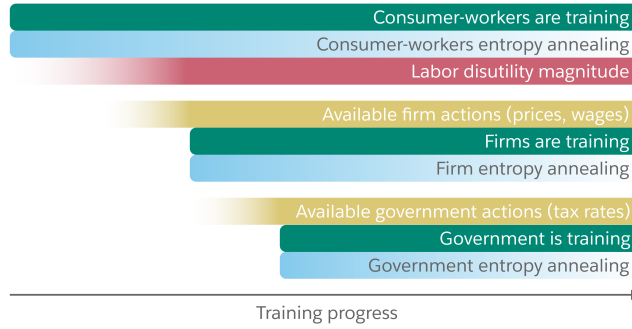 Consumer-workers are training
Consumer-workers entropy annealing
Labor disutility magnitude
Available firm actions (prices, wages)
Firms are training
Firm entropy annealing
Available government actions (tax rates)
Government is training
Government entropy annealing
Training progress